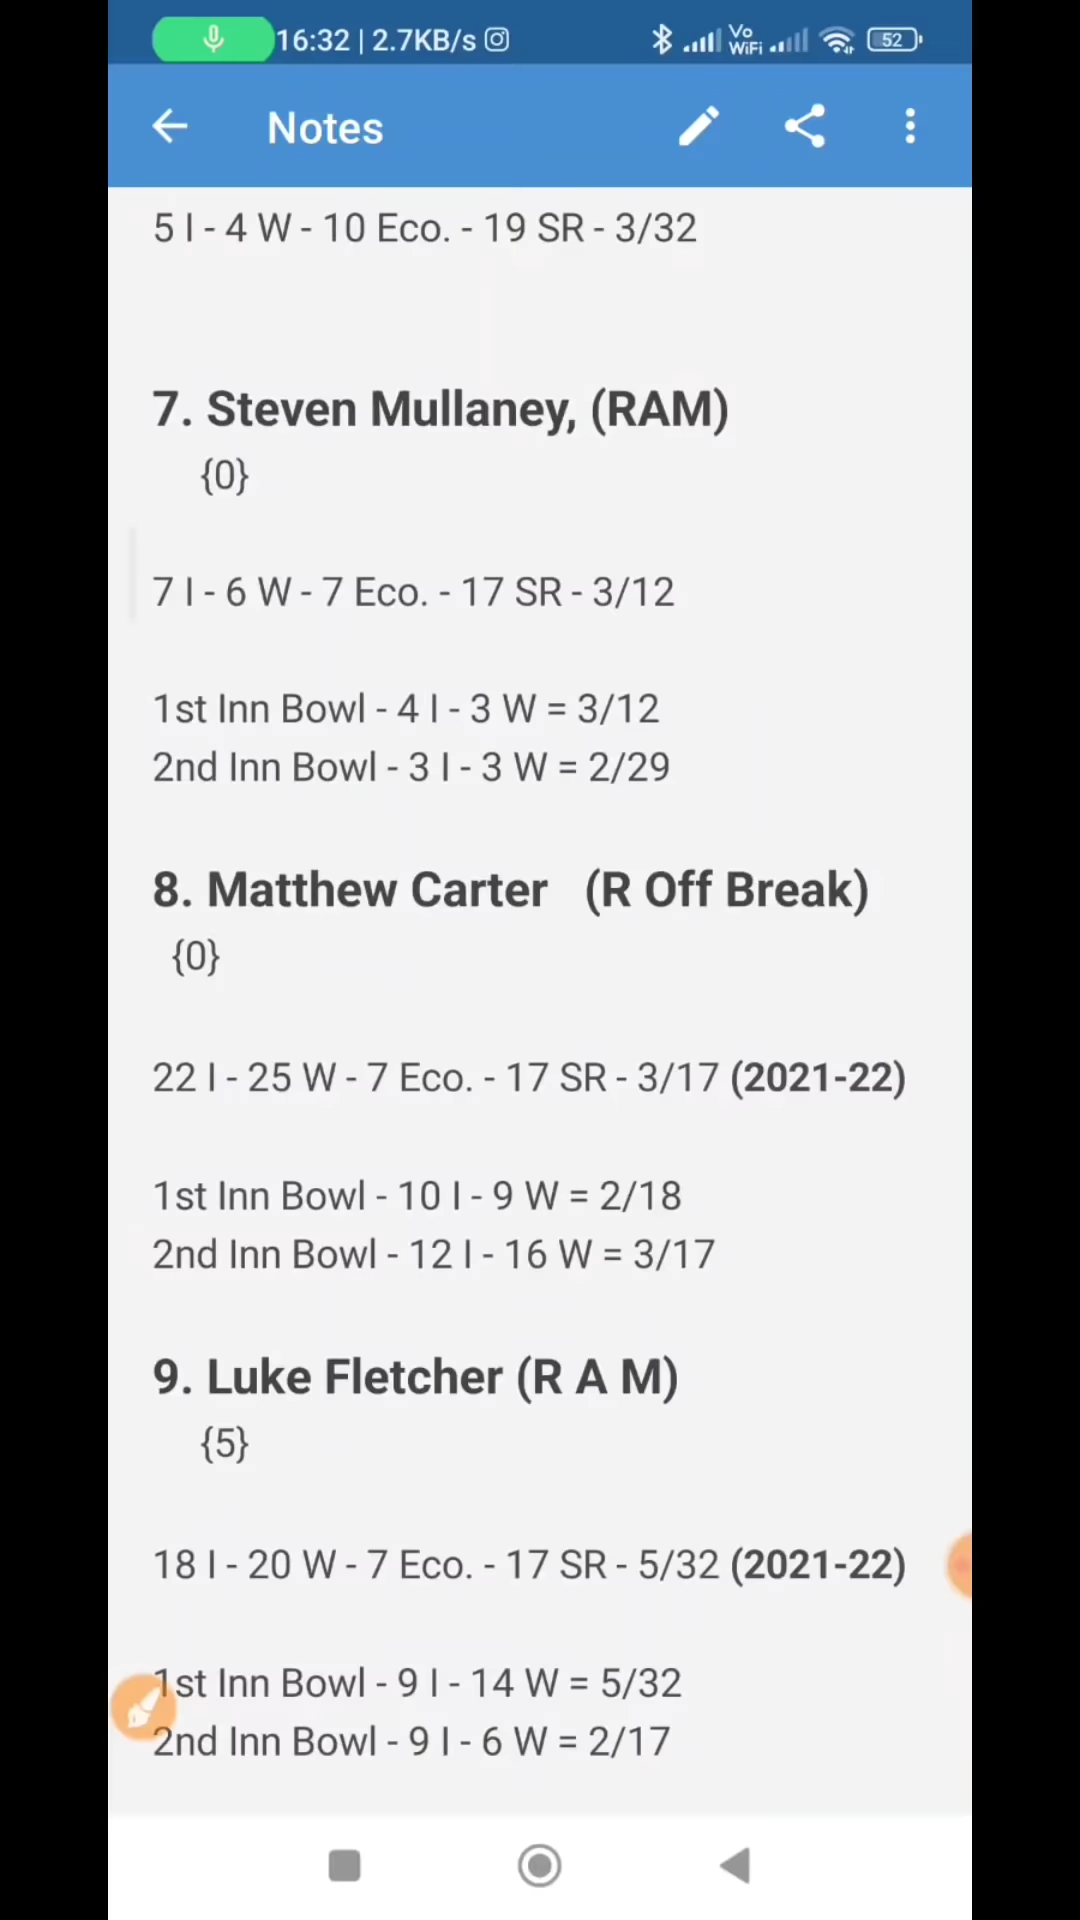 16:32 | 2.7KB/s
Vo WiFi 52
Notes
5 I - 4 W - 10 Eco. - 19 SR - 3/32
7. Steven Mullaney, (RAM)
{0}
7 I - 6 W - 7 Eco. - 17 SR - 3/12
1st Inn Bowl - 4 I - 3 W = 3/12
2nd Inn Bowl - 3 I - 3 W = 2/29
8. Matthew Carter (R Off Break)
{0}
22 I - 25 W - 7 Eco. - 17 SR - 3/17 (2021-22)
1st Inn Bowl - 10 I - 9 W = 2/18
2nd Inn Bowl - 12 I - 16 W = 3/17
9. Luke Fletcher (R A M)
{5}
18 I - 20 W - 7 Eco. - 17 SR - 5/32 (2021-22)
1st Inn Bowl - 9 I - 14 W = 5/32
2nd Inn Bowl - 9 I - 6 W = 2/17